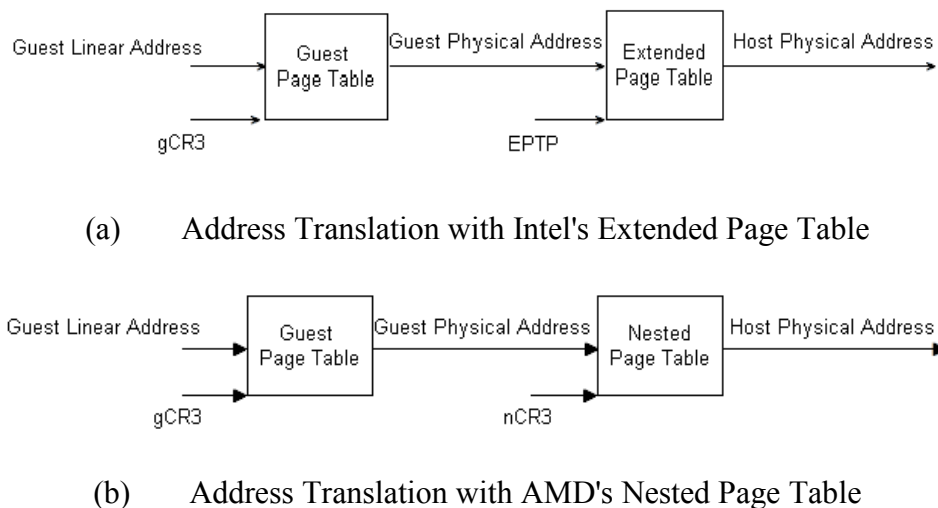 Guest Linear Address
Guest
Page Table
Guest Physical Address
Extended
Page Table
Host Physical Address
gCR3
EPTP
(a) Address Translation with Intel's Extended Page Table
Guest Linear Address
Guest
Page Table
Guest Physical Address
Nested
Page Table
Host Physical Address
gCR3
nCR3
(b) Address Translation with AMD's Nested Page Table